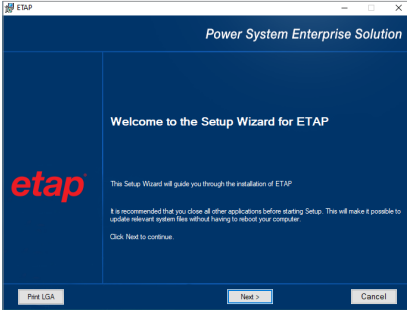 ETAP
Power System Enterprise Solution
Welcome to the Setup Wizard for ETAP
etap
This Setup Wizard will guide you through the installation of ETAP
It is recommended that you close all other applications before starting Setup. This will make it possible to
update relevant system files without having to reboot your computer.
Click Next to continue.
Print LGA
Next >
Cancel